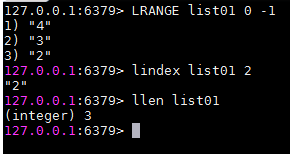 127.0.0.1:6379> LRANGE list01 0 -1
1) "4"
2) "3"
3) "2"
127.0.0.1:6379> lindex list01 2
"2"
127.0.0.1:6379> llen list01
(integer) 3
127.0.0.1:6379>